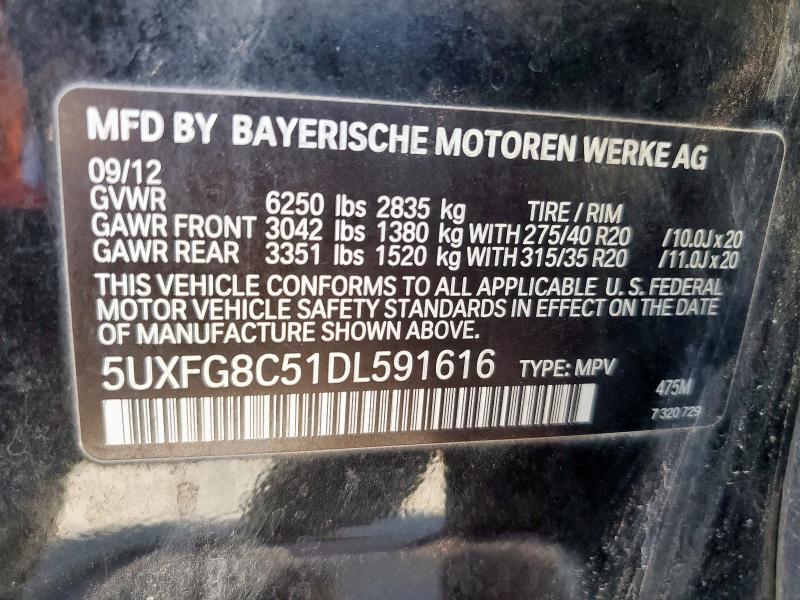 MFD BY BAYERISCHE MOTOREN WERKE AG
09/12
GVWR 6250 lbs 2835 kg TIRE / RIM
GAWR FRONT 3042 lbs 1380 kg WITH 275/40 R20 /10.0J x 20
GAWR REAR 3351 lbs 1520 kg WITH 315/35 R20 /11.0J x 20
THIS VEHICLE CONFORMS TO ALL APPLICABLE U.S. FEDERAL
MOTOR VEHICLE SAFETY STANDARDS IN EFFECT ON THE DATE
OF MANUFACTURE SHOWN ABOVE.
5UXFG8C51DL591616 TYPE: MPV
475M
7 320 729